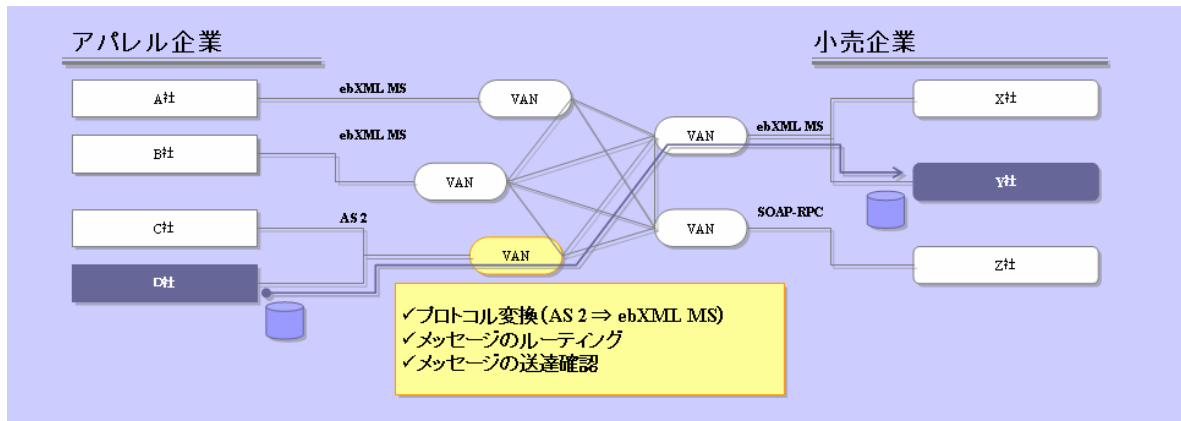 アパレル企業
小売企業
A社
ebXML MS
VAN
X社
B社
ebXML MS
VAN
ebXML MS
VAN
Y社
C社
AS 2
VAN
SOAP-RPC
VAN
D社
Z社
✓プロトコル変換(AS 2⇒ebXML MS)
✓メッセージのルーティング
✓メッセージの送達確認